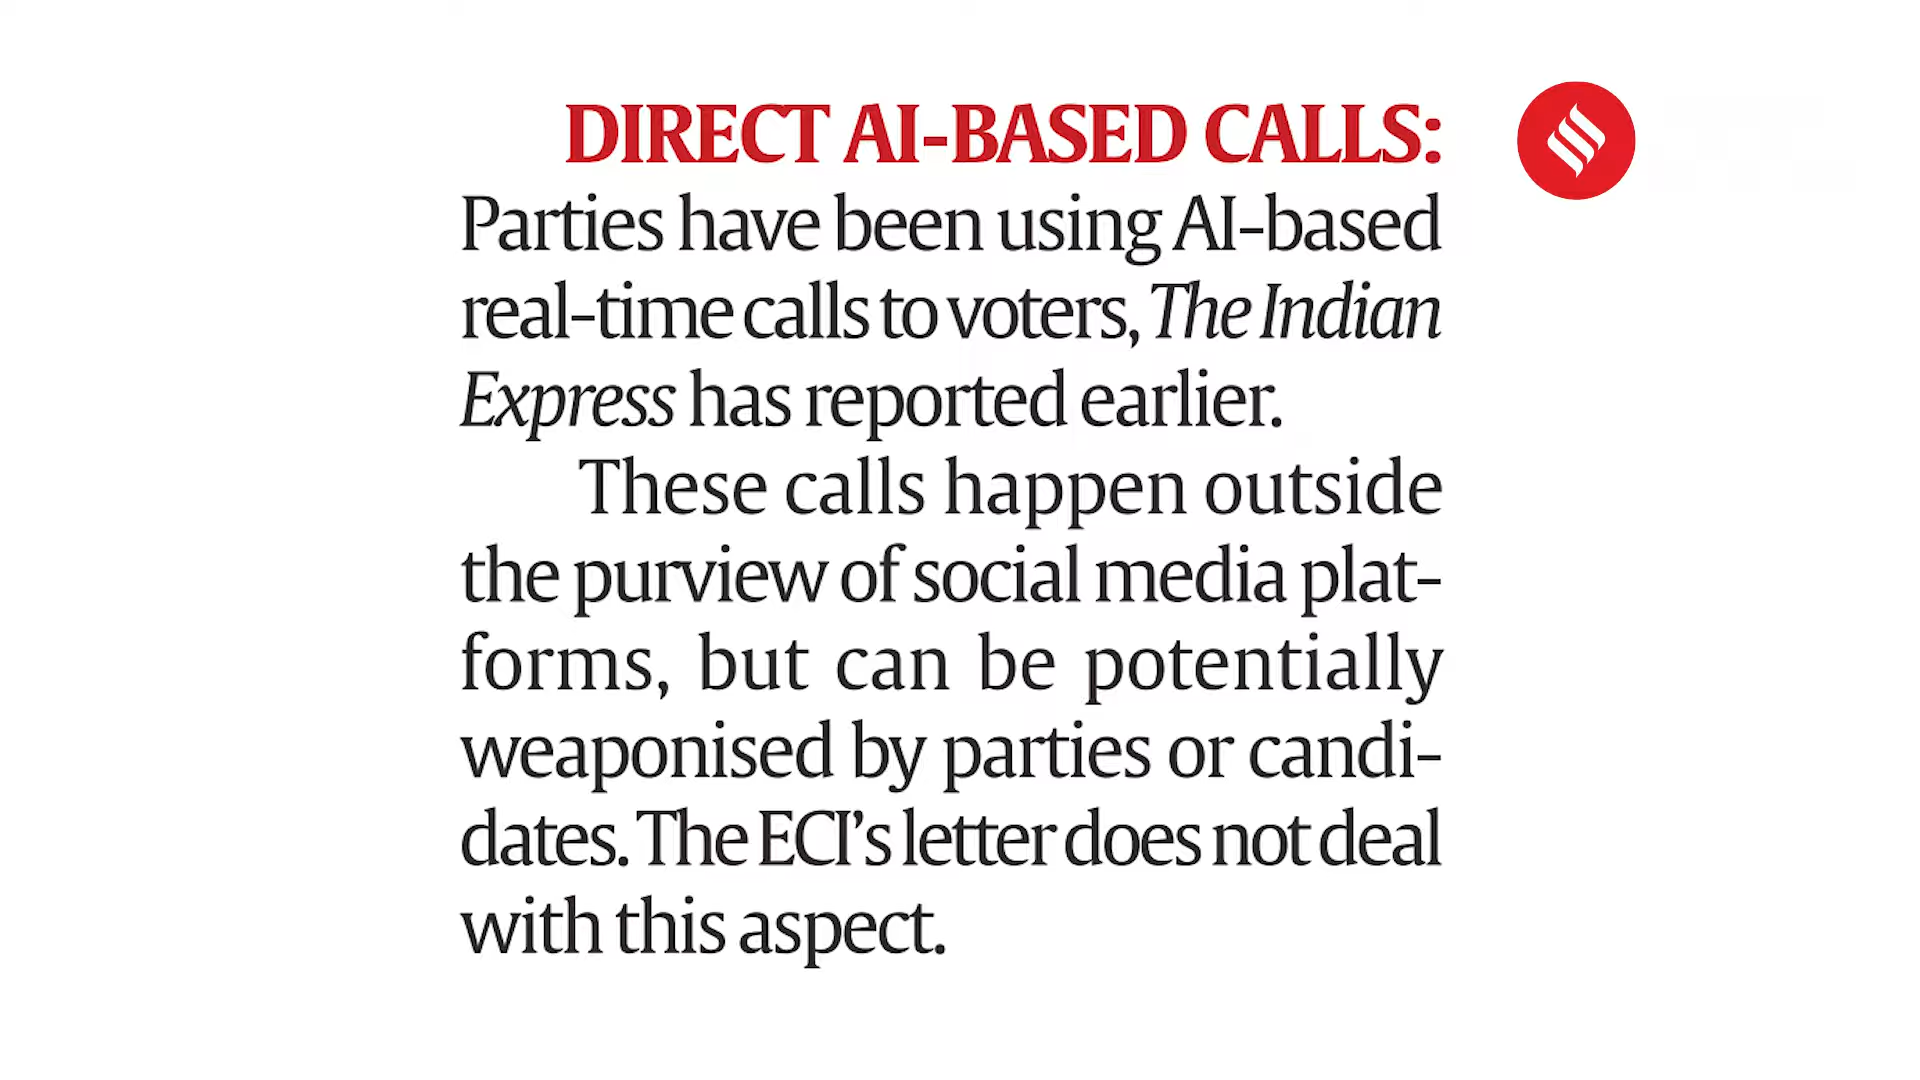 DIRECT AI-BASED CALLS:
Parties have been using AI-based
real-time calls to voters, The Indian
Express has reported earlier.
These calls happen outside
the purview of social media plat-
forms, but can be potentially
weaponised by parties or candi-
dates. The ECI’s letter does not deal
with this aspect.